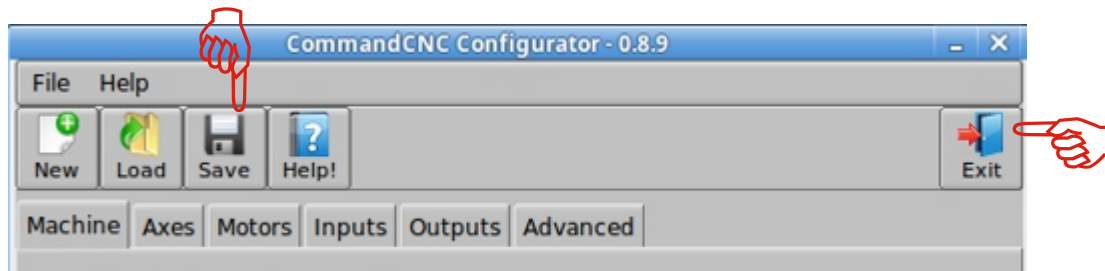 CommandCNC Configurator - 0.8.9
File Help
New Load Save Help! Exit
Machine Axes Motors Inputs Outputs Advanced